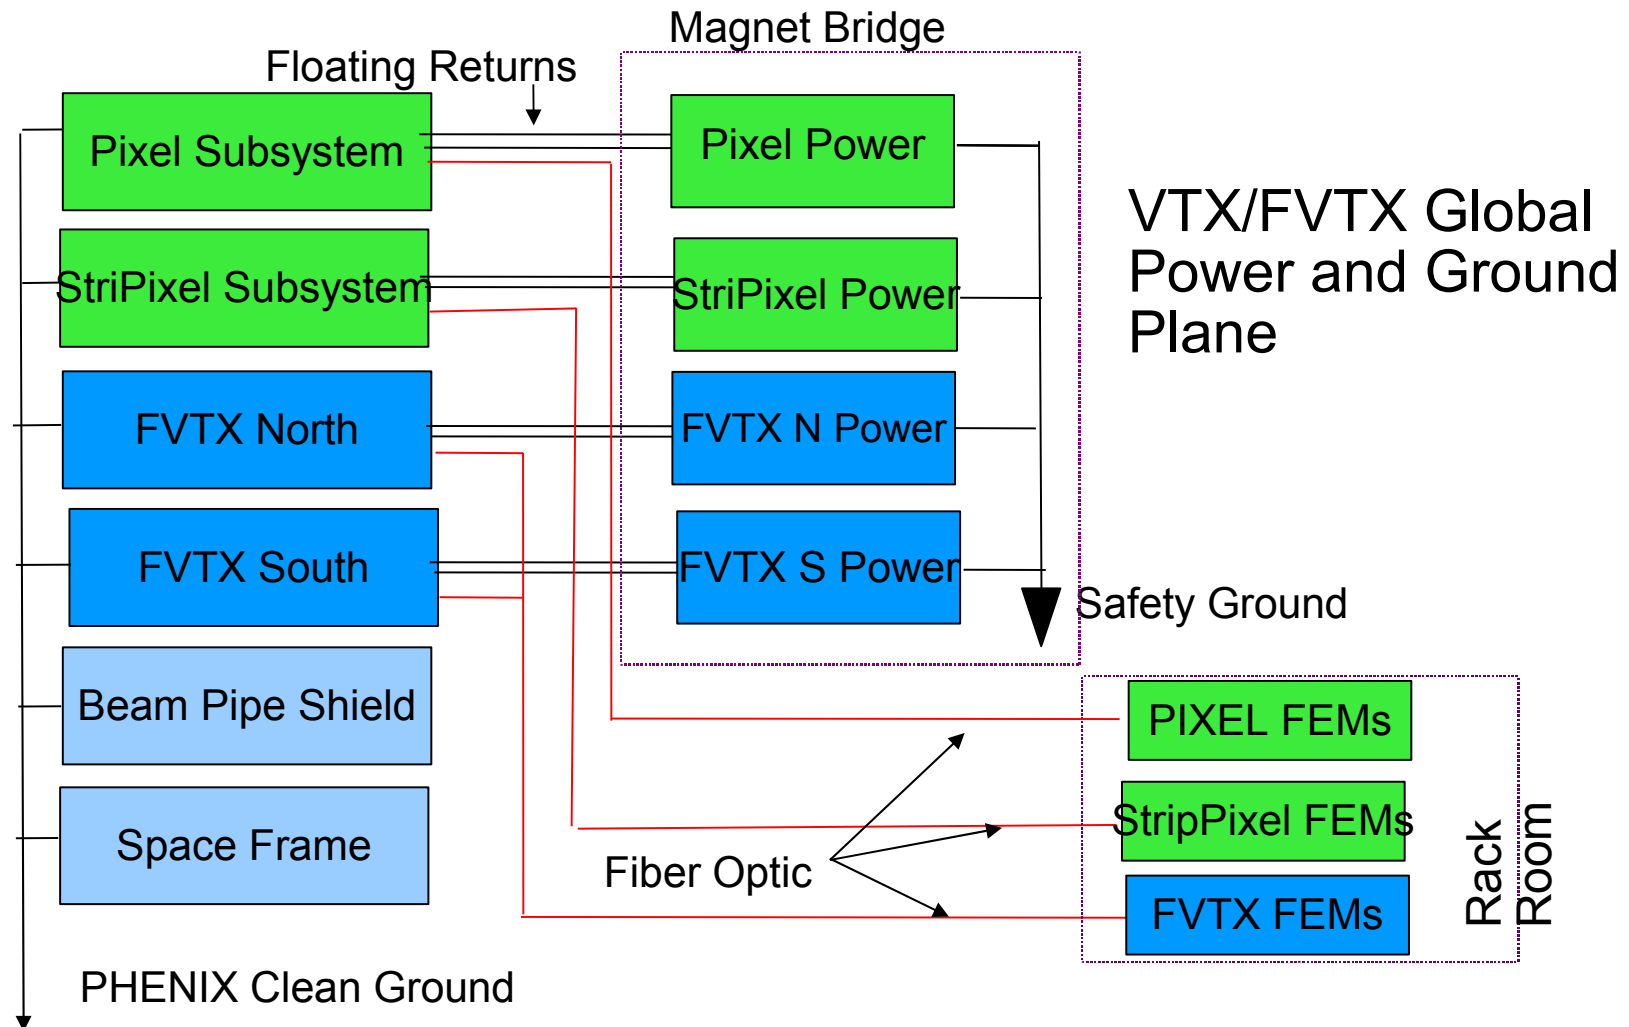 Magnet Bridge
Floating Returns
Pixel Subsystem
Pixel Power
VTX/FVTX Global
Power and Ground
Plane
StriPixel Subsystem
StriPixel Power
FVTX North
FVTX N Power
FVTX South
FVTX S Power
Safety Ground
Beam Pipe Shield
PIXEL FEMs
Space Frame
StripPixel FEMs
Fiber Optic
FVTX FEMs
Rack
Room
PHENIX Clean Ground